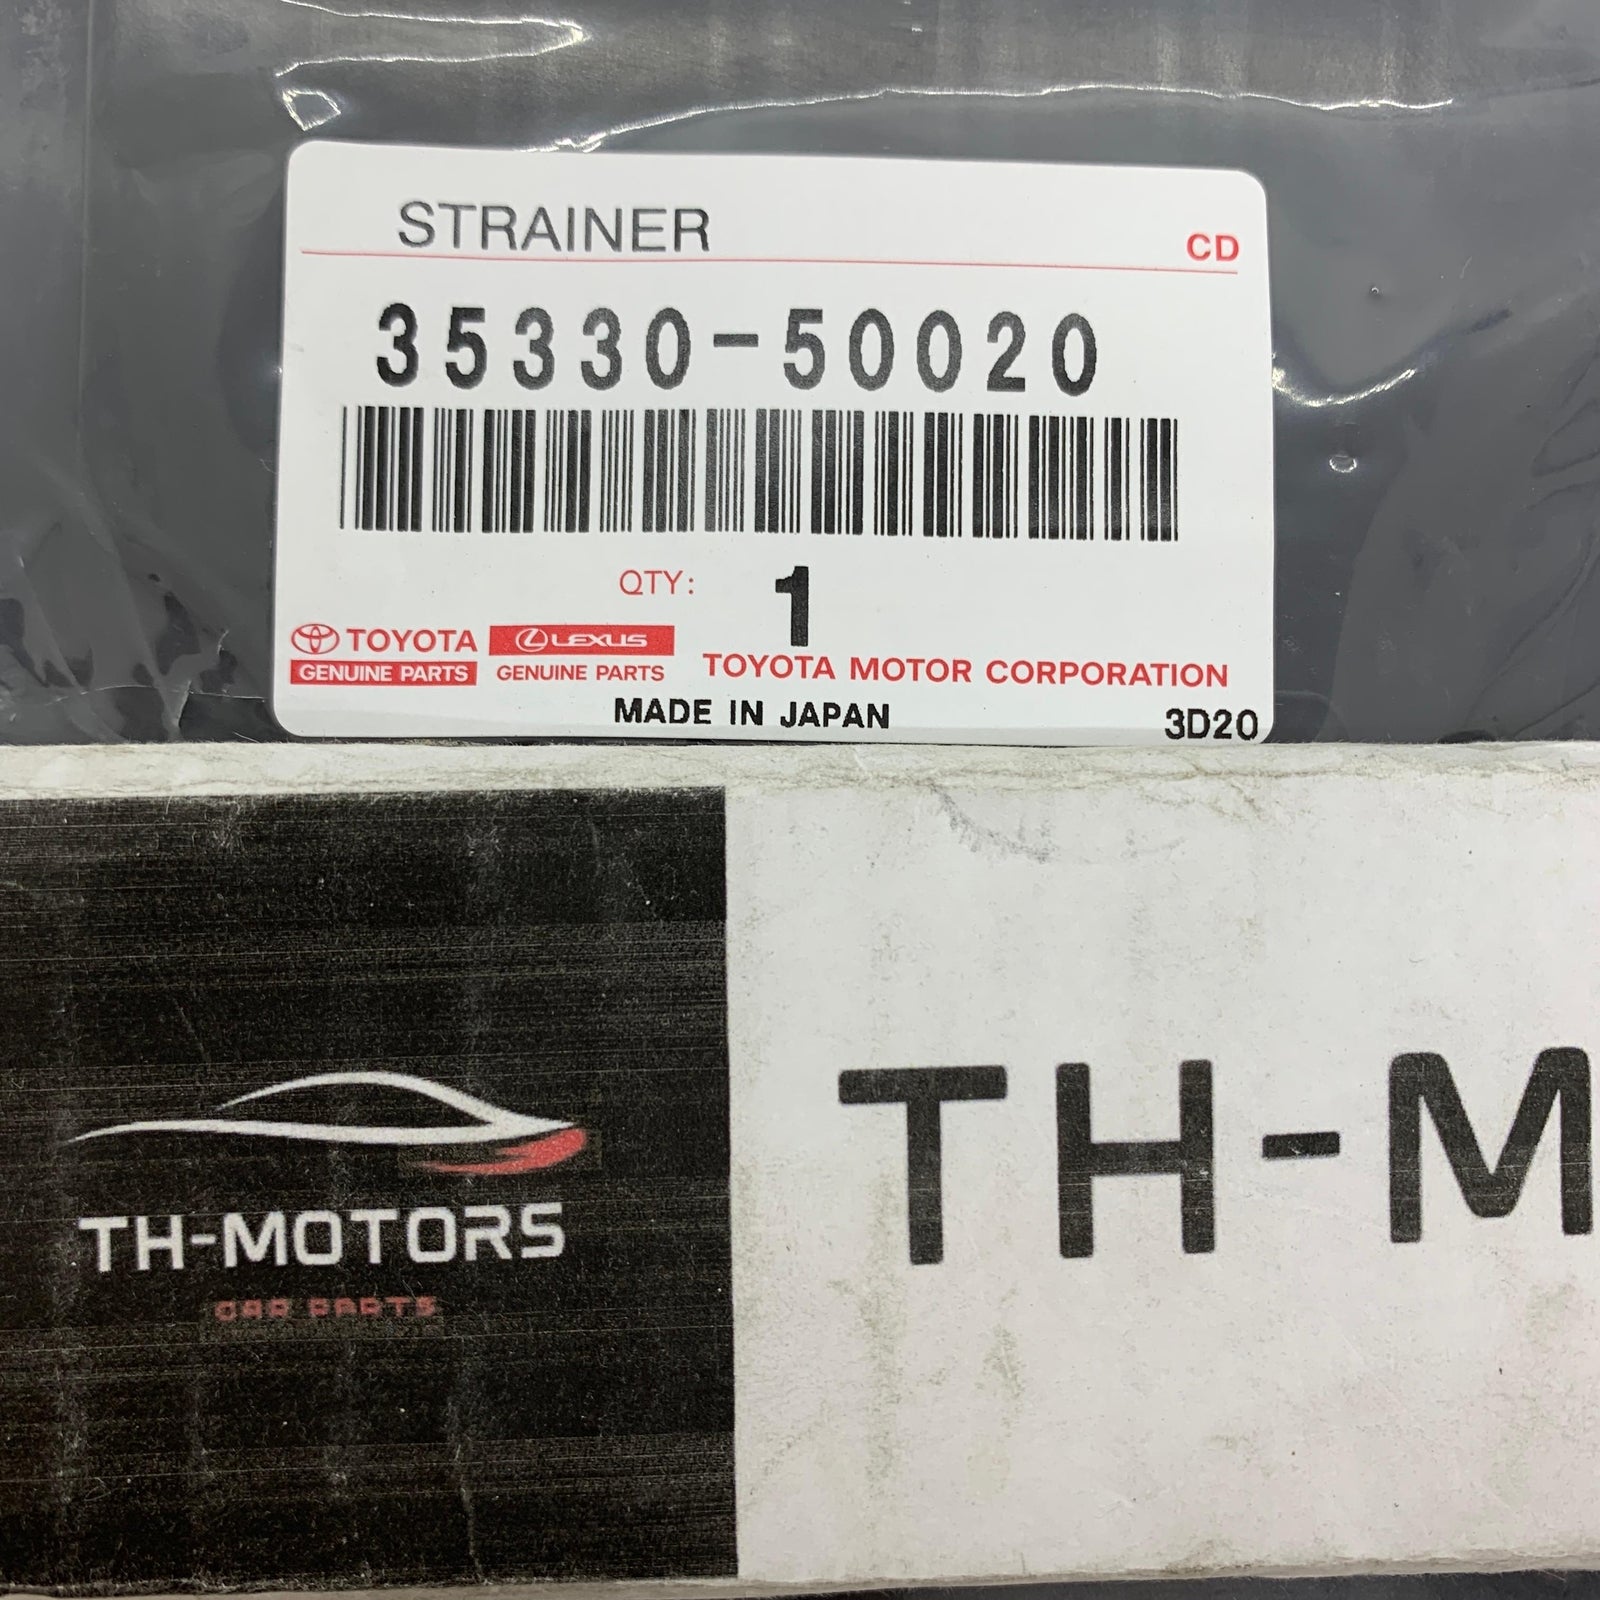 STRAINER
CD
35330-50020
QTY: 1
TOYOTA LEXUS
GENUINE PARTS GENUINE PARTS TOYOTA MOTOR CORPORATION
MADE IN JAPAN 3D20
TH-M
TH-MOTORS
CAR PARTS